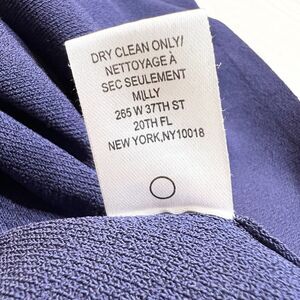 DRY CLEAN ONLY/
NETTOYAGE À
SEC SEULEMENT
MILLY
265 W 37TH ST
20TH FL
NEW YORK,NY10018